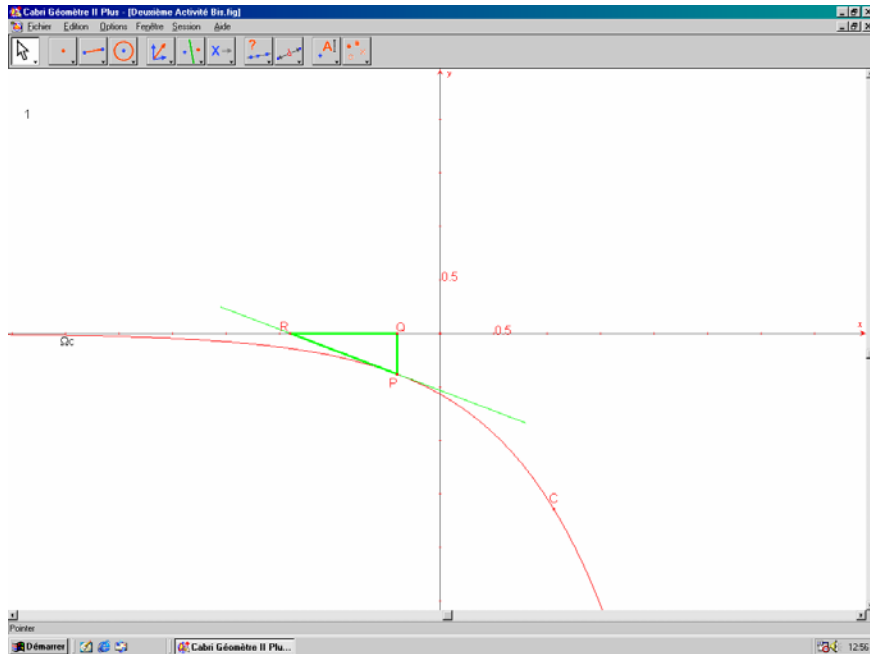 Cabri Géomètre II Plus - [Deuxième Activité Bis.fig]
Fichier Edition Options Fenêtre Session Aide
? X A
y
1
0.5
R Q 0.5 x
Ωc
P
C
Pointer
Démarrer Cabri Géomètre II Plu... 12:56